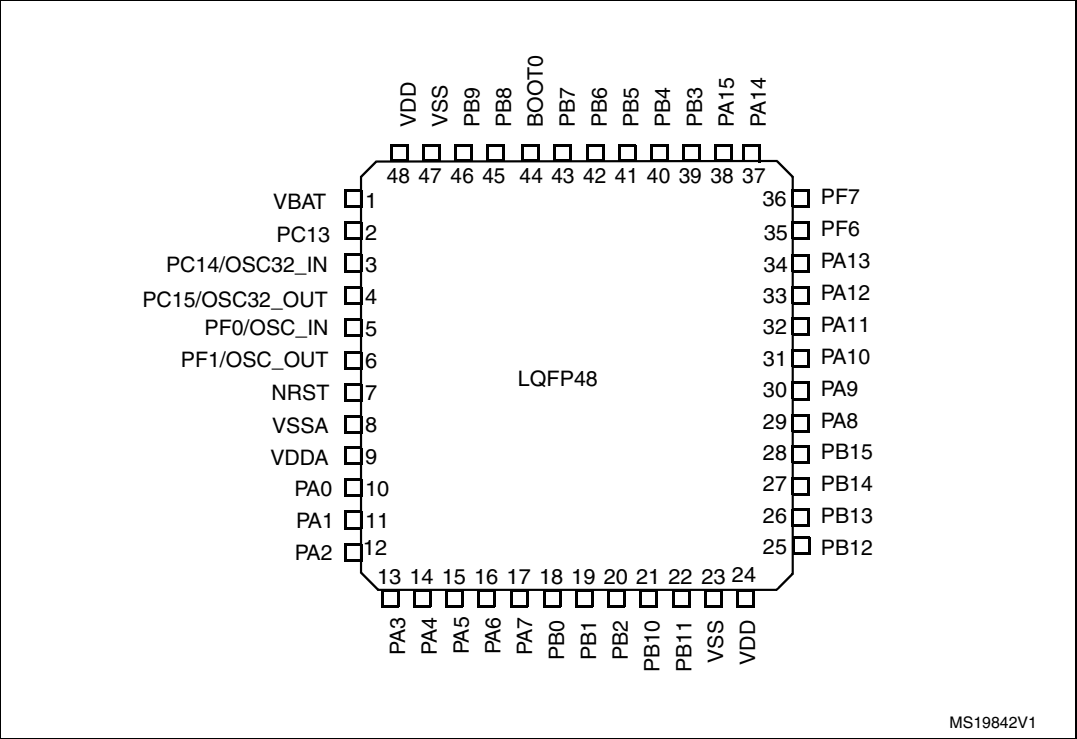 VDD
VSS
PB9
PB8
BOOT0
PB7
PB6
PB5
PB4
PB3
PA15
PA14
48 47 46 45 44 43 42 41 40 39 38 37
VBAT 1
PC13 2
PC14/OSC32_IN 3
PC15/OSC32_OUT 4
PF0/OSC_IN 5
PF1/OSC_OUT 6
NRST 7
VSSA 8
VDDA 9
PA0 10
PA1 11
PA2 12
LQFP48
36 PF7
35 PF6
34 PA13
33 PA12
32 PA11
31 PA10
30 PA9
29 PA8
28 PB15
27 PB14
26 PB13
25 PB12
13 14 15 16 17 18 19 20 21 22 23 24
PA3
PA4
PA5
PA6
PA7
PB0
PB1
PB2
PB10
PB11
VSS
VDD
MS19842V1